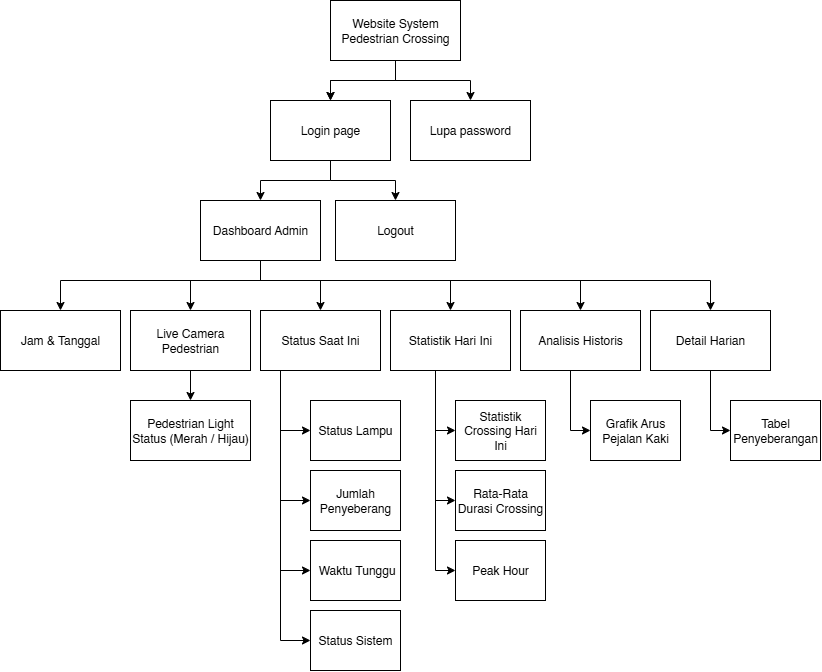 Website System
Pedestrian Crossing
Login page
Lupa password
Dashboard Admin
Logout
Jam & Tanggal
Live Camera
Pedestrian
Status Saat Ini
Statistik Hari Ini
Analisis Historis
Detail Harian
Pedestrian Light
Status (Merah / Hijau)
Status Lampu
Statistik
Crossing Hari
Ini
Grafik Arus
Pejalan Kaki
Tabel
Penyeberangan
Jumlah
Penyeberang
Rata-Rata
Durasi Crossing
Waktu Tunggu
Peak Hour
Status Sistem